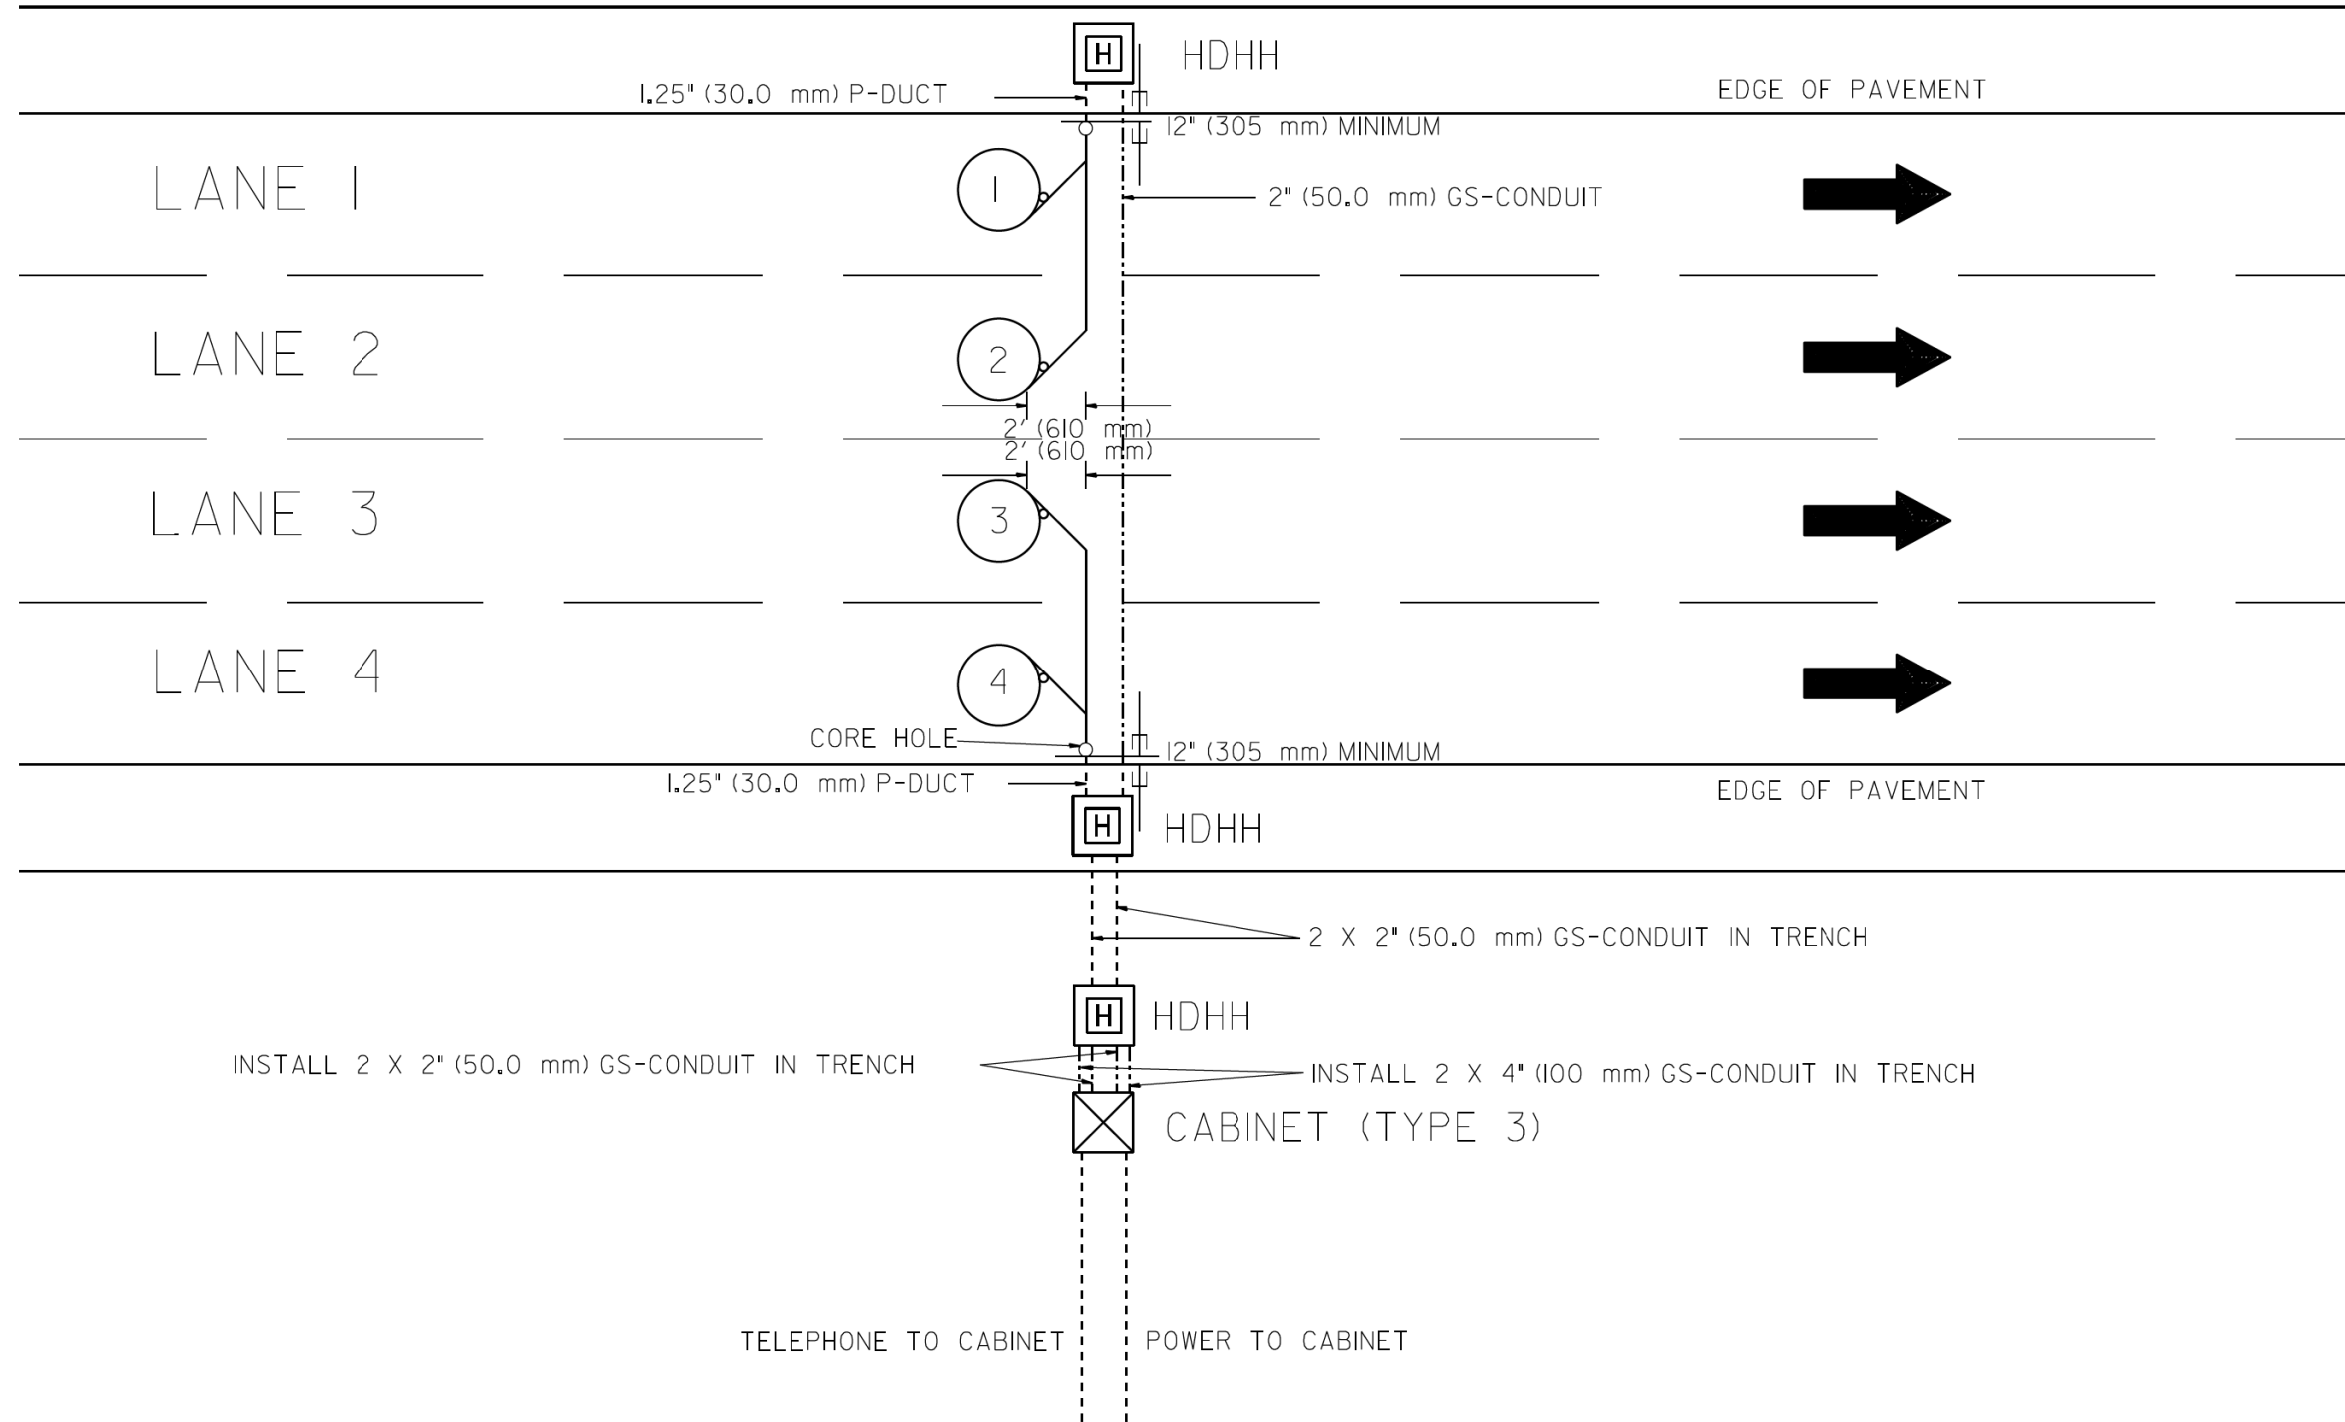 H HDHH
1.25" (30.0 mm) P-DUCT
EDGE OF PAVEMENT
12" (305 mm) MINIMUM
LANE 1
1
2" (50.0 mm) GS-CONDUIT
LANE 2
2
2' (610 mm)
2' (610 mm)
LANE 3
3
LANE 4
4
CORE HOLE
12" (305 mm) MINIMUM
1.25" (30.0 mm) P-DUCT
EDGE OF PAVEMENT
H HDHH
2 X 2" (50.0 mm) GS-CONDUIT IN TRENCH
H HDHH
INSTALL 2 X 2" (50.0 mm) GS-CONDUIT IN TRENCH
INSTALL 2 X 4" (100 mm) GS-CONDUIT IN TRENCH
CABINET (TYPE 3)
TELEPHONE TO CABINET
POWER TO CABINET